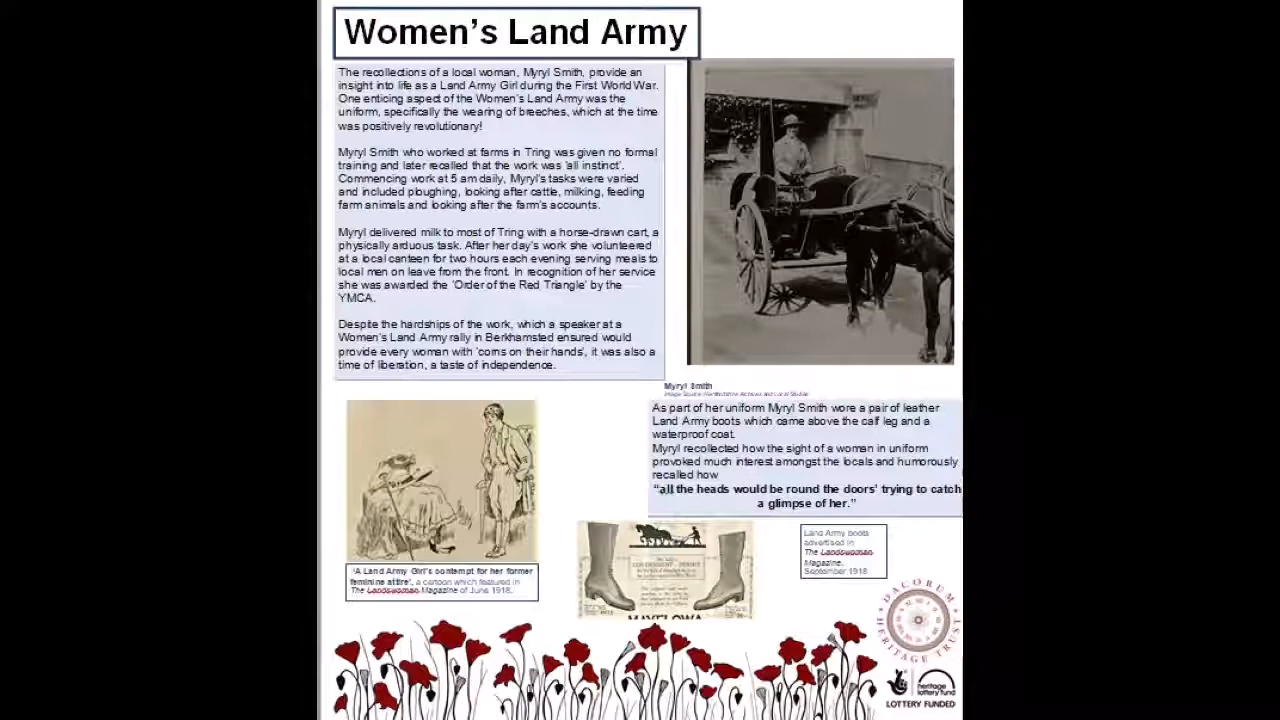 Women's Land Army
The recollections of a local woman, Myryl Smith, provide an
insight into life as a Land Army Girl during the First World War.
One enticing aspect of the Women's Land Army was the
uniform, specifically the wearing of breeches, which at the time
was positively revolutionary!
Myryl Smith who worked at farms in Tring was given no formal
training and later recalled that the work was 'all instinct'.
Commencing work at 5 am daily, Myryl's tasks were varied
and included ploughing, looking after cattle, milking, feeding
farm animals and looking after the farm's accounts.
Myryl delivered milk to most of Tring with a horse-drawn cart, a
physically arduous task. After her day's work she volunteered
at a local canteen for two hours each evening serving meals to
local men on leave from the front. In recognition of her service
she was awarded the 'Order of the Red Triangle' by the
YMCA.
Despite the hardships of the work, which a speaker at a
Women's Land Army rally in Berkhamsted ensured would
provide every woman with 'corns on their hands', it was also a
time of liberation, a taste of independence.
Myryl Smith
Image Source: Hertfordshire Archives and Local Studies
As part of her uniform Myryl Smith wore a pair of leather
Land Army boots which came above the calf leg and a
waterproof coat.
Myryl recollected how the sight of a woman in uniform
provoked much interest amongst the locals and humorously
recalled how
"all the heads would be round the doors' trying to catch
a glimpse of her."
'A Land Army Girl's contempt for her former
feminine attire', a cartoon which featured in
The Landswoman Magazine of June 1918.
GOVERNMENT
Land Army boots
advertised in
The Landswoman
Magazine.
September 1918
DACORUM
HERITAGE TRUST
heritage
lottery fund
LOTTERY FUNDED